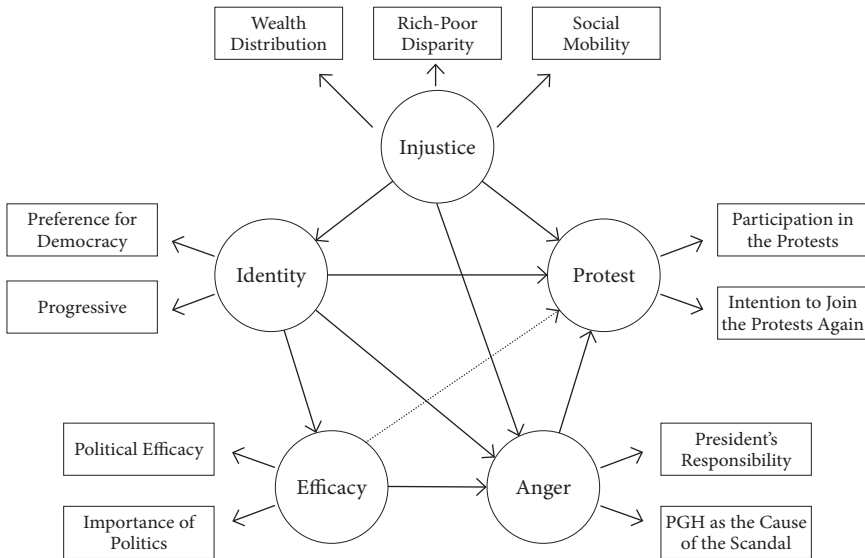 Wealth
Distribution
Rich-Poor
Disparity
Social
Mobility
Injustice
Preference for
Democracy
Progressive
Identity
Protest
Participation in
the Protests
Intention to Join
the Protests Again
Political Efficacy
Importance of
Politics
Efficacy
Anger
President's
Responsibility
PGH as the Cause
of the Scandal